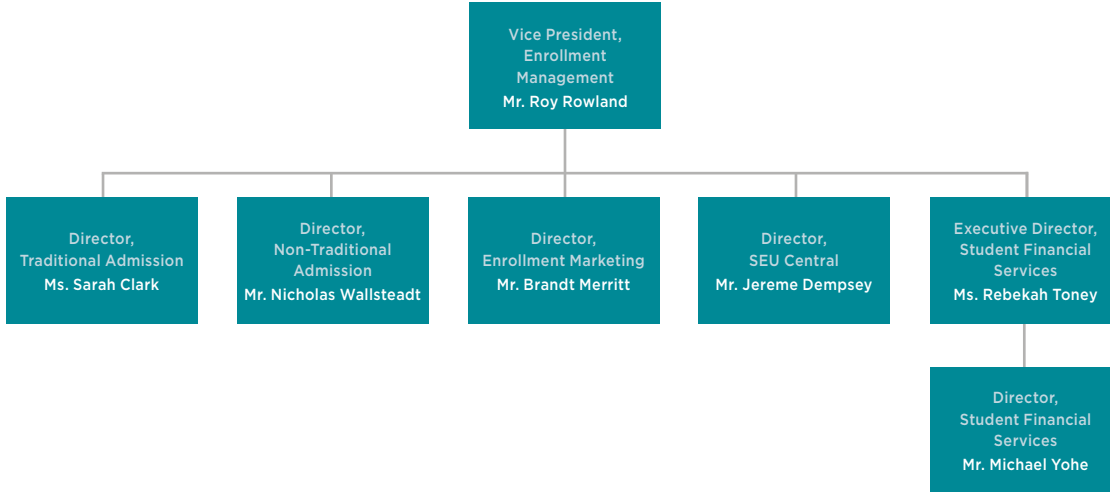 Vice President,
Enrollment
Management
Mr. Roy Rowland
Director,
Traditional Admission
Ms. Sarah Clark
Director,
Non-Traditional
Admission
Mr. Nicholas Wallsteadt
Director,
Enrollment Marketing
Mr. Brandt Merritt
Director,
SEU Central
Mr. Jereme Dempsey
Executive Director,
Student Financial
Services
Ms. Rebekah Toney
Director,
Student Financial
Services
Mr. Michael Yohe